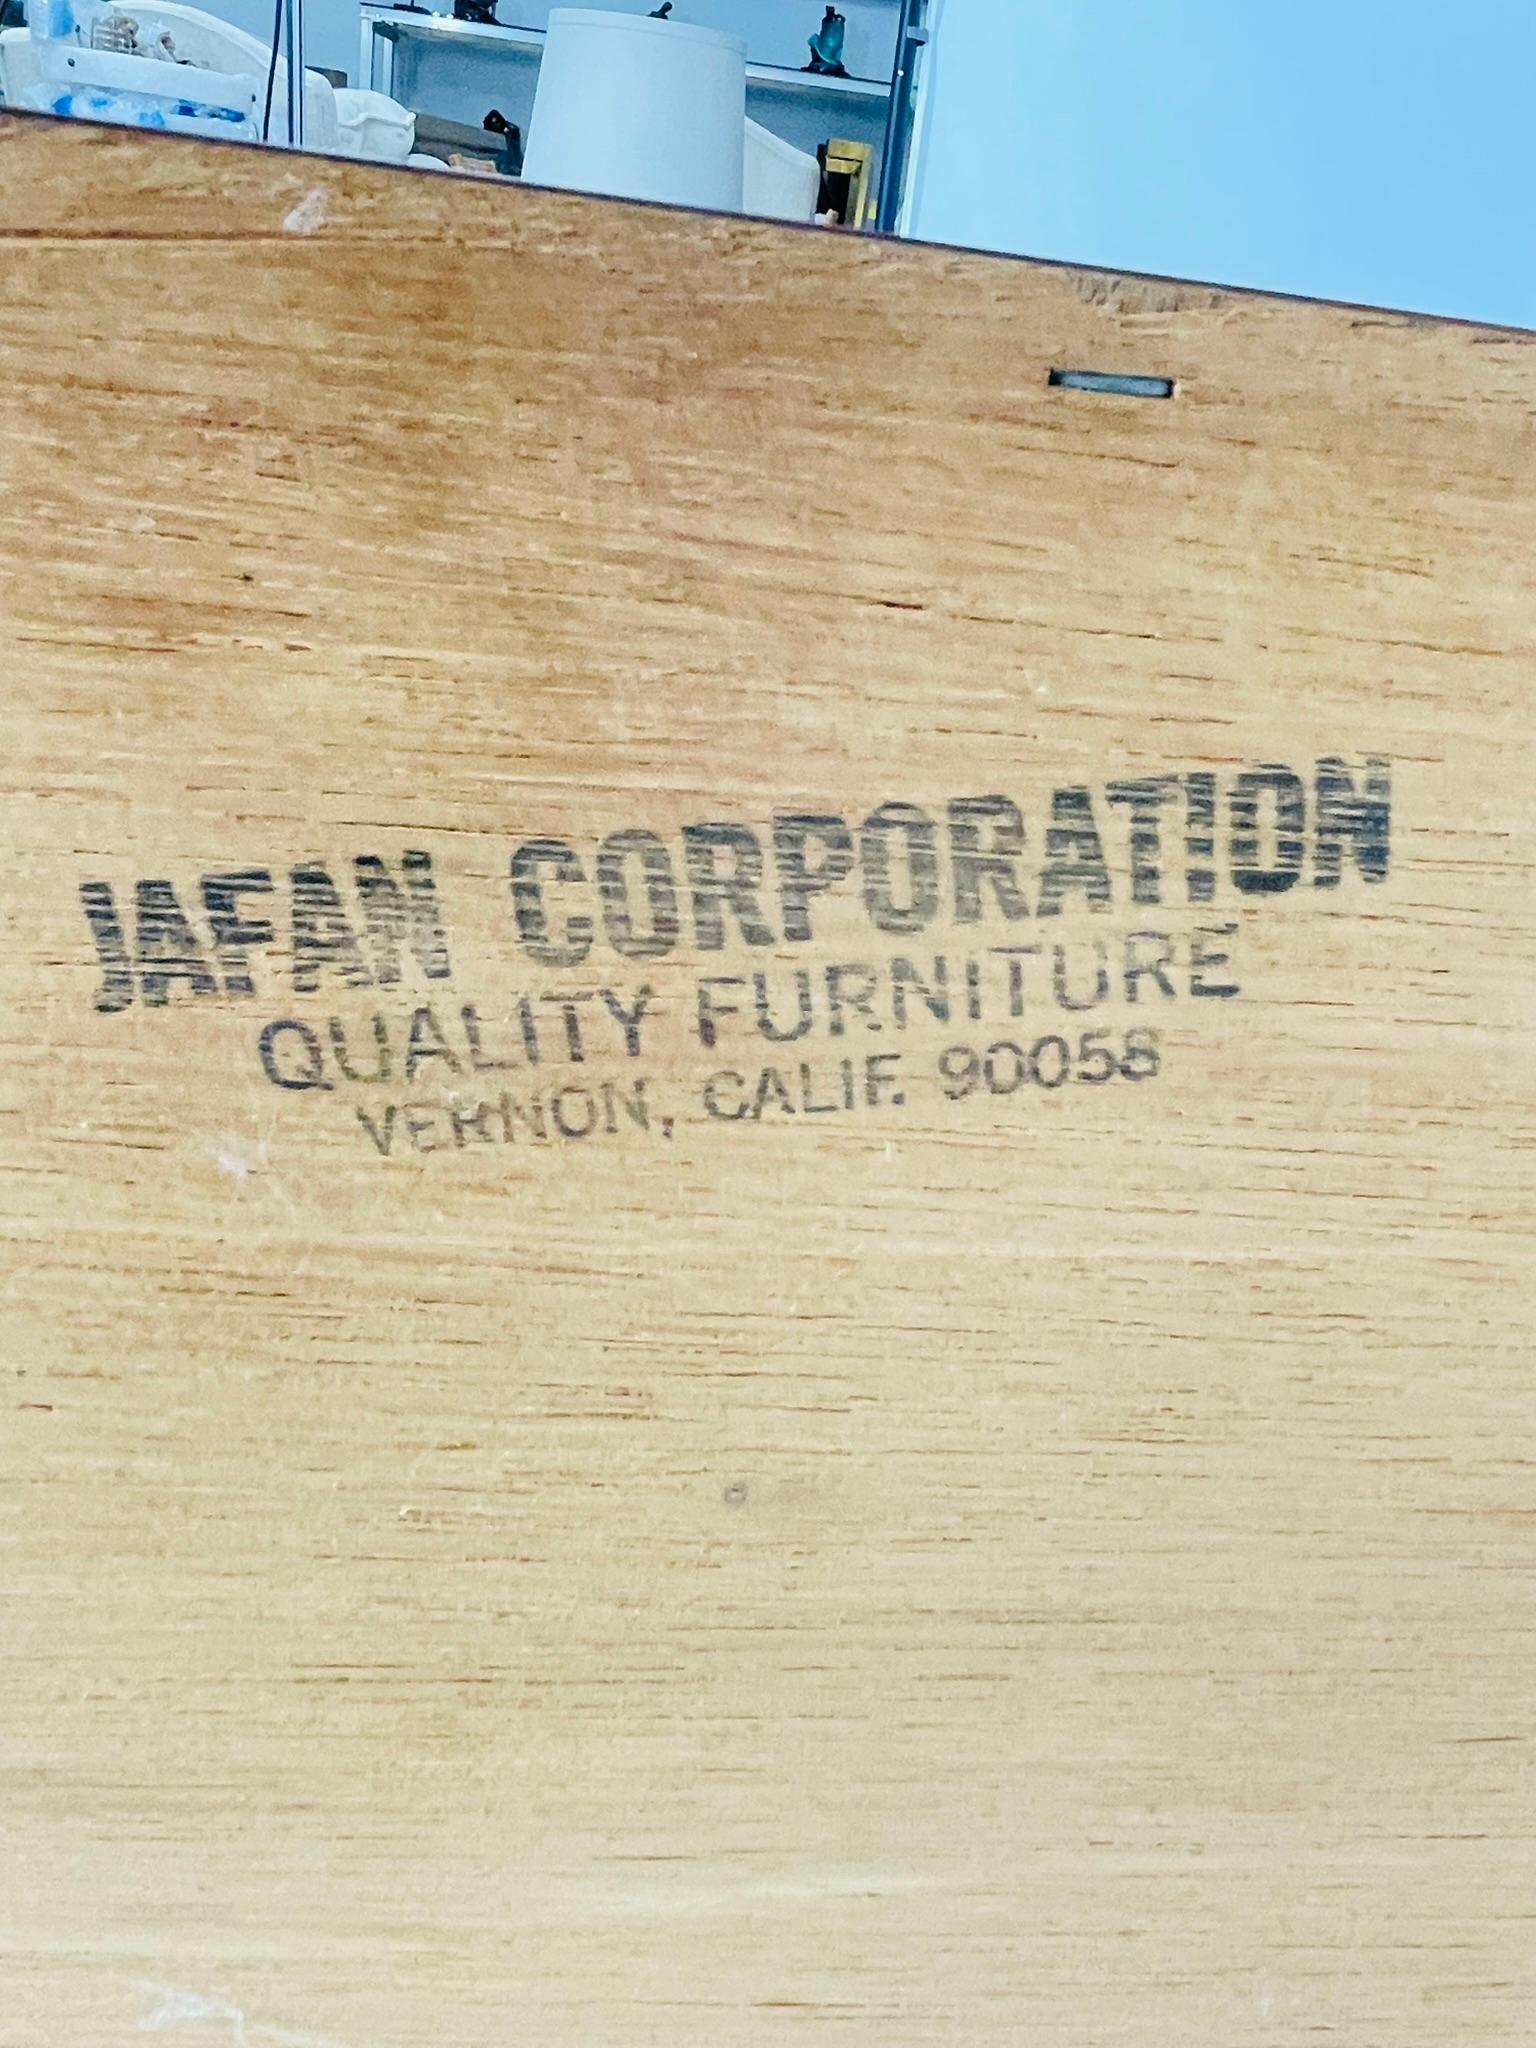 JAFAN CORPORATION
QUALITY FURNITURE
VERNON, CALIF. 90058